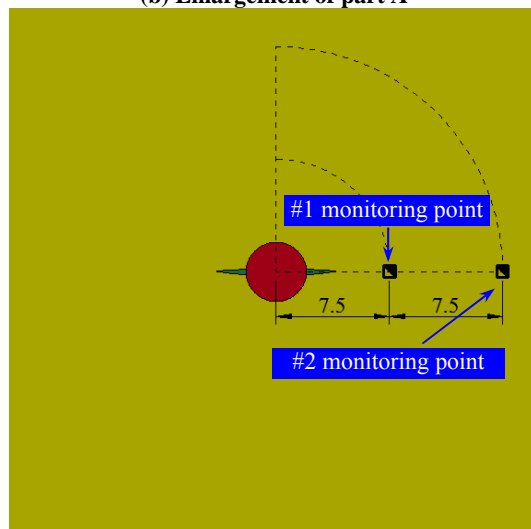 (b) Enlargement of part A
#1 monitoring point
7.5 7.5
#2 monitoring point